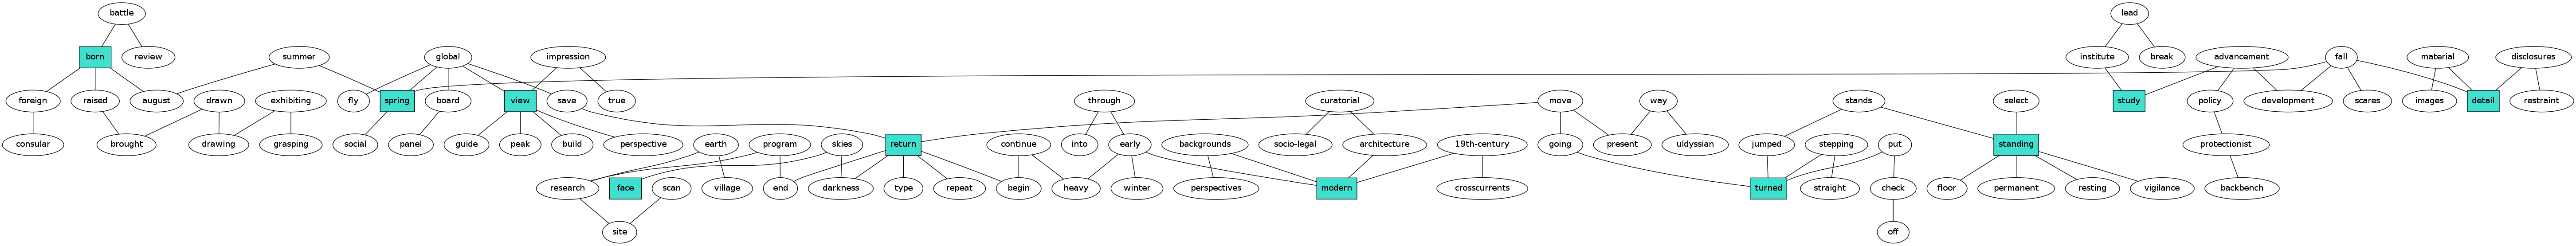 battle lead
born review summer global impression institute break advancement fall material disclosures
foreign raised august drawn exhibiting fly spring board view save true through curatorial move way stands select study policy development scares images detail restraint
consular brought drawing grasping social panel guide peak build perspective earth program skies return continue into early backgrounds socio-legal architecture 19th-century going present uldyssian jumped stepping put standing protectionist
research face scan village end darkness type repeat begin heavy winter perspectives modern crosscurrents turned straight check floor permanent resting vigilance backbench
site off